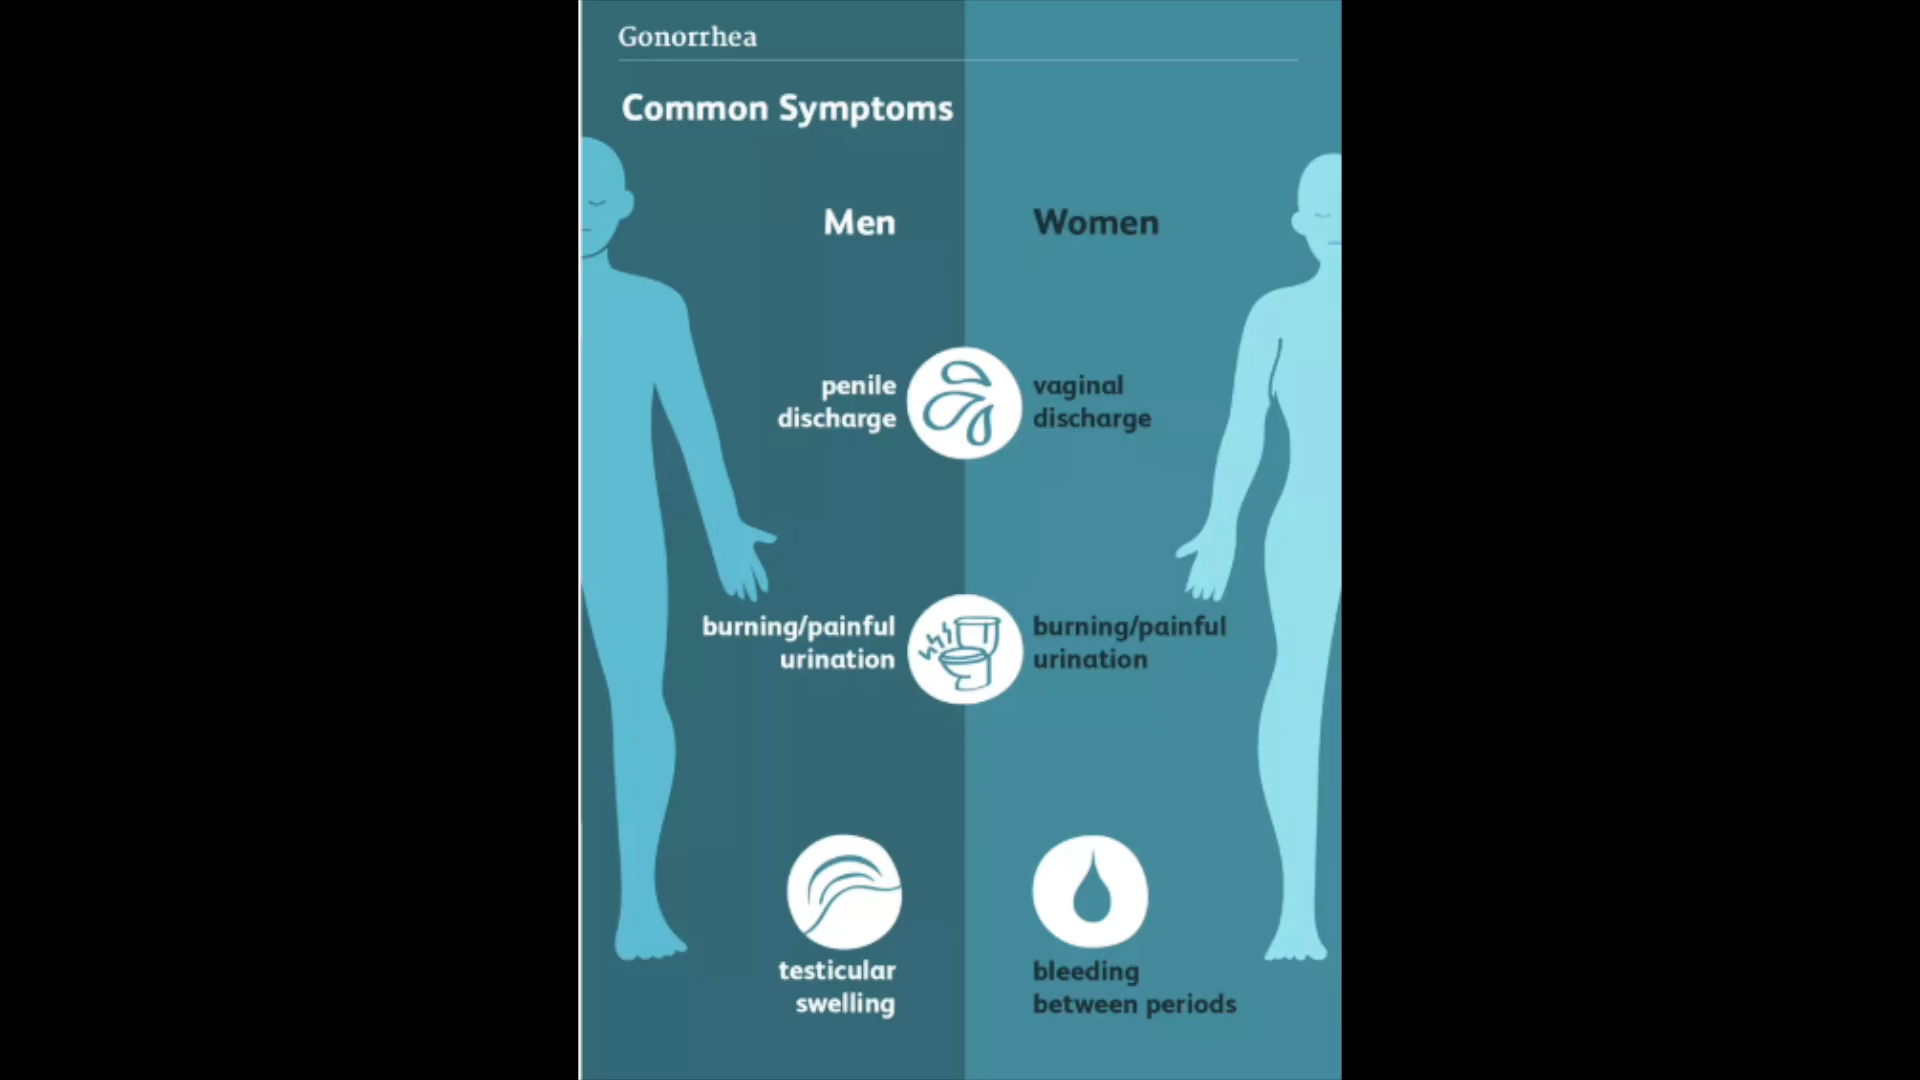 Gonorrhea
Common Symptoms
Men
Women
penile
discharge
vaginal
discharge
burning/painful
urination
burning/painful
urination
testicular
swelling
bleeding
between periods